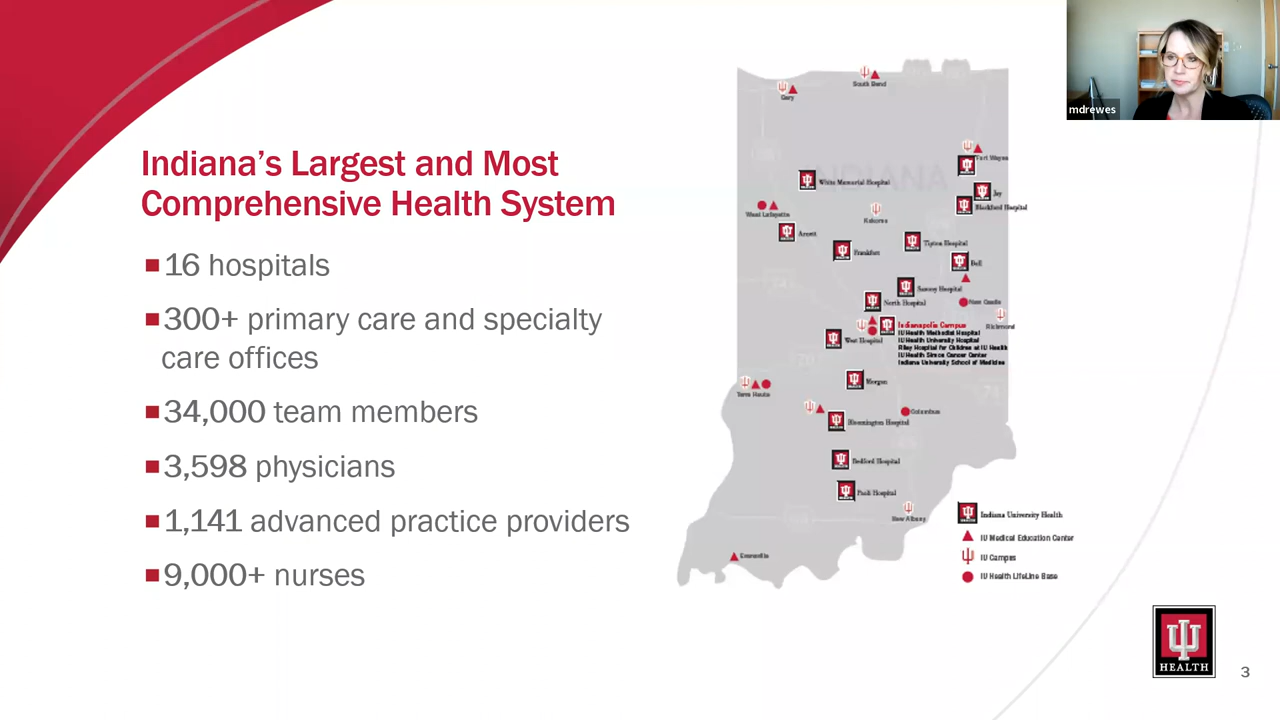 mdrewes
Indiana's Largest and Most
Comprehensive Health System
16 hospitals
300+ primary care and specialty
care offices
34,000 team members
3,598 physicians
1,141 advanced practice providers
9,000+ nurses
INDIANA
South Bend
Gary
Fort Wayne
White Memorial Hospital
Jay
Blackford Hospital
West Lafayette
Kokomo
Arnett
Tipton Hospital
Frankfort
Ball
Saxony Hospital
North Hospital
New Castle
Richmond
Indianapolis Campus
IU Health Methodist Hospital
IU Health University Hospital
Riley Hospital for Children at IU Health
IU Health Simon Cancer Center
Indiana University School of Medicine
West Hospital
Morgan
Terre Haute
Columbus
Bloomington Hospital
Bedford Hospital
Paoli Hospital
New Albany
Evansville
Indiana University Health
IU Medical Education Center
IU Campus
IU Health LifeLine Base
HEALTH
3